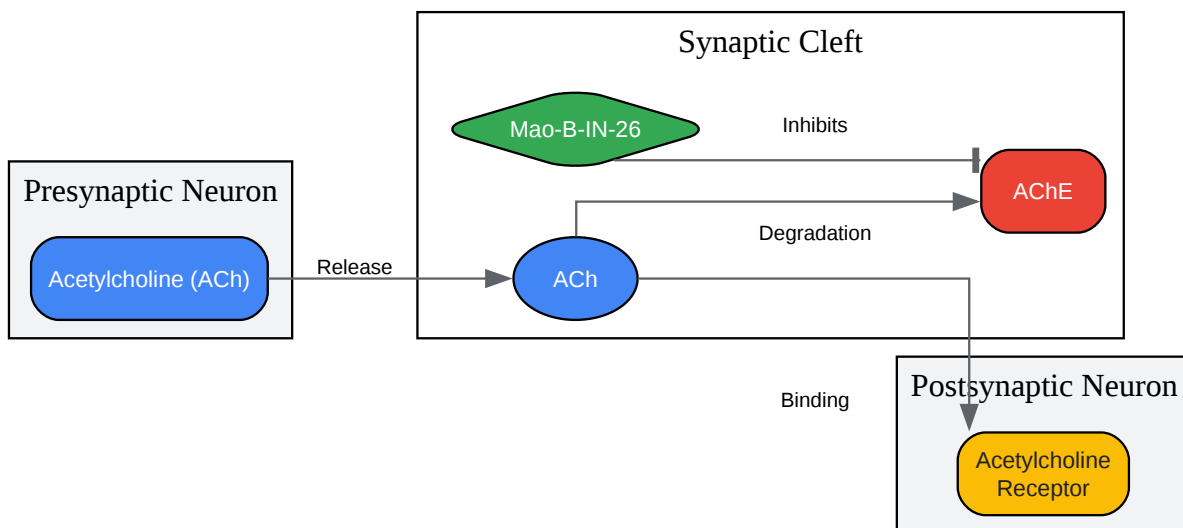 Synaptic Cleft
Mao-B-IN-26
Inhibits
AChE
Presynaptic Neuron
Acetylcholine (ACh)
Release
ACh
Degradation
Binding
Postsynaptic Neuron
Acetylcholine
Receptor